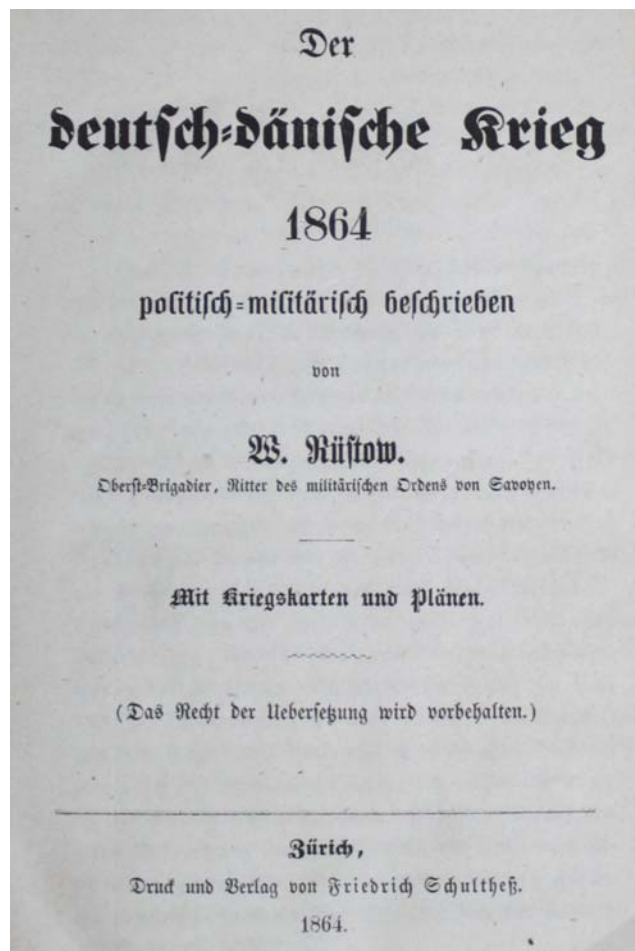 Der
deutsch-dänische Krieg
1864
politisch-militärisch beschrieben
von
W. Rüstow.
Oberst-Brigadier, Ritter des militärischen Ordens von Savoyen.
Mit Kriegskarten und Plänen.
(Das Recht der Uebersetzung wird vorbehalten.)
Zürich,
Druck und Verlag von Friedrich Schultheß.
1864.